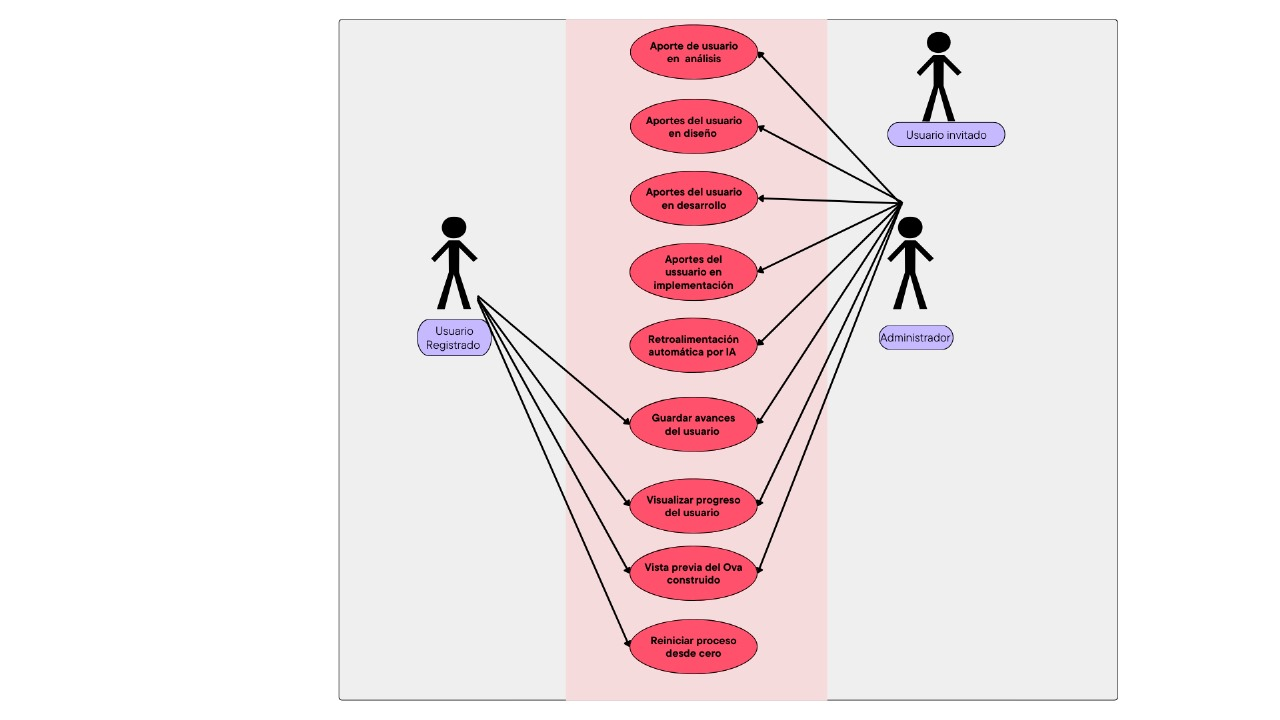 Aporte de usuario
en análisis
Usuario invitado
Aportes del usuario
en diseño
Aportes del usuario
en desarrollo
Aportes del
ussuario en
implementación
Usuario
Registrado
Administrador
Retroalimentación
automática por IA
Guardar avances
del usuario
Visualizar progreso
del usuario
Vista previa del Ova
construido
Reiniciar proceso
desde cero